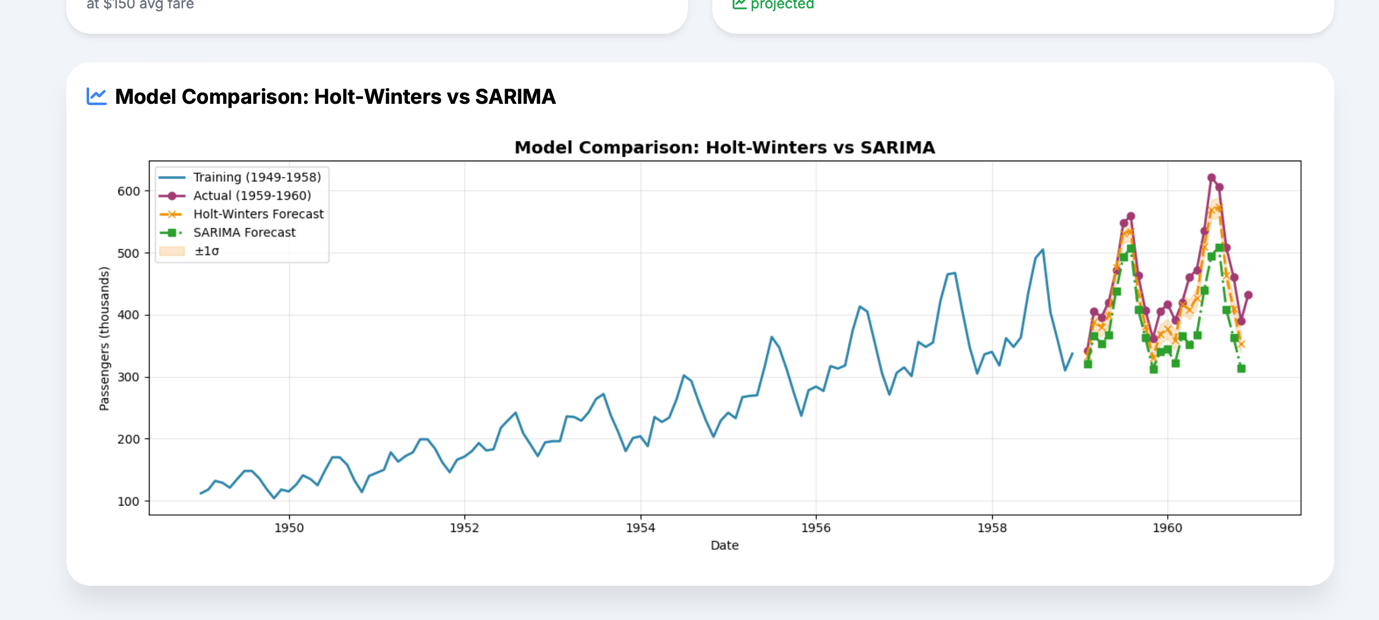 at $150 avg fare
projected
Model Comparison: Holt-Winters vs SARIMA
Model Comparison: Holt-Winters vs SARIMA
Training (1949-1958)
Actual (1959-1960)
Holt-Winters Forecast
SARIMA Forecast
±1σ
Passengers (thousands)
600
500
400
300
200
100
1950
1952
1954
1956
1958
1960
Date